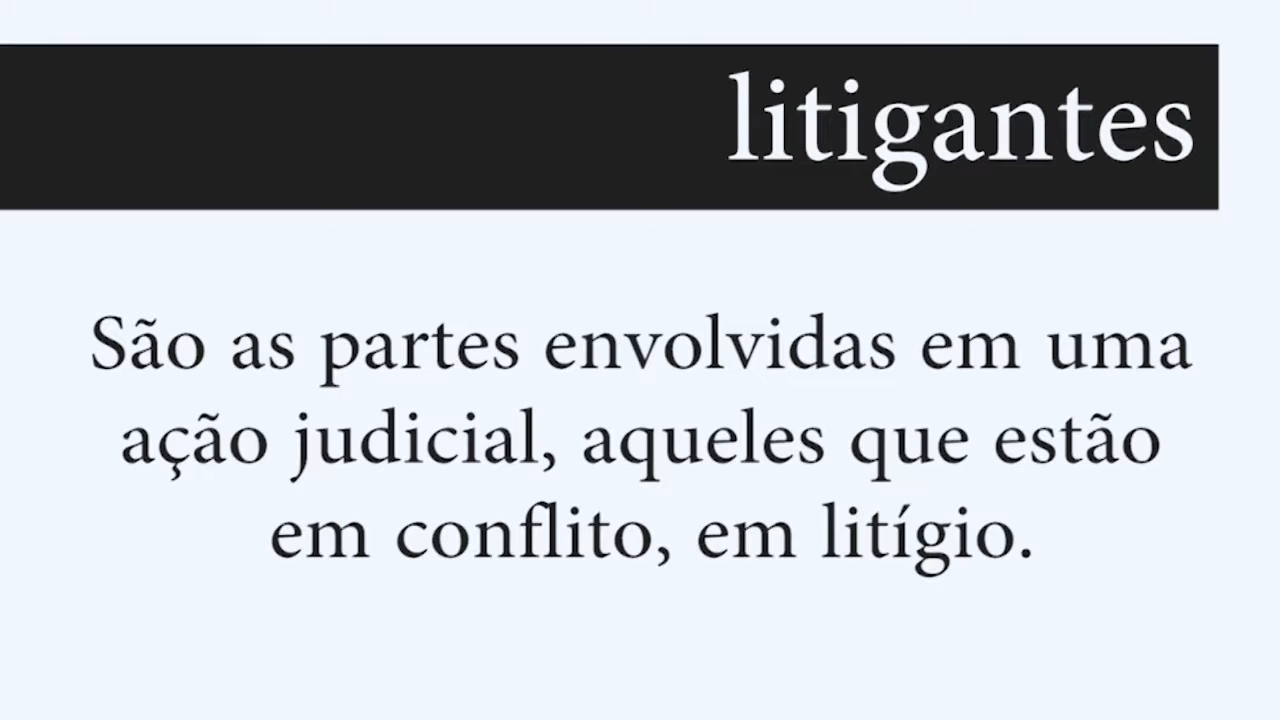 litigantes
São as partes envolvidas em uma
ação judicial, aqueles que estão
em conflito, em litígio.